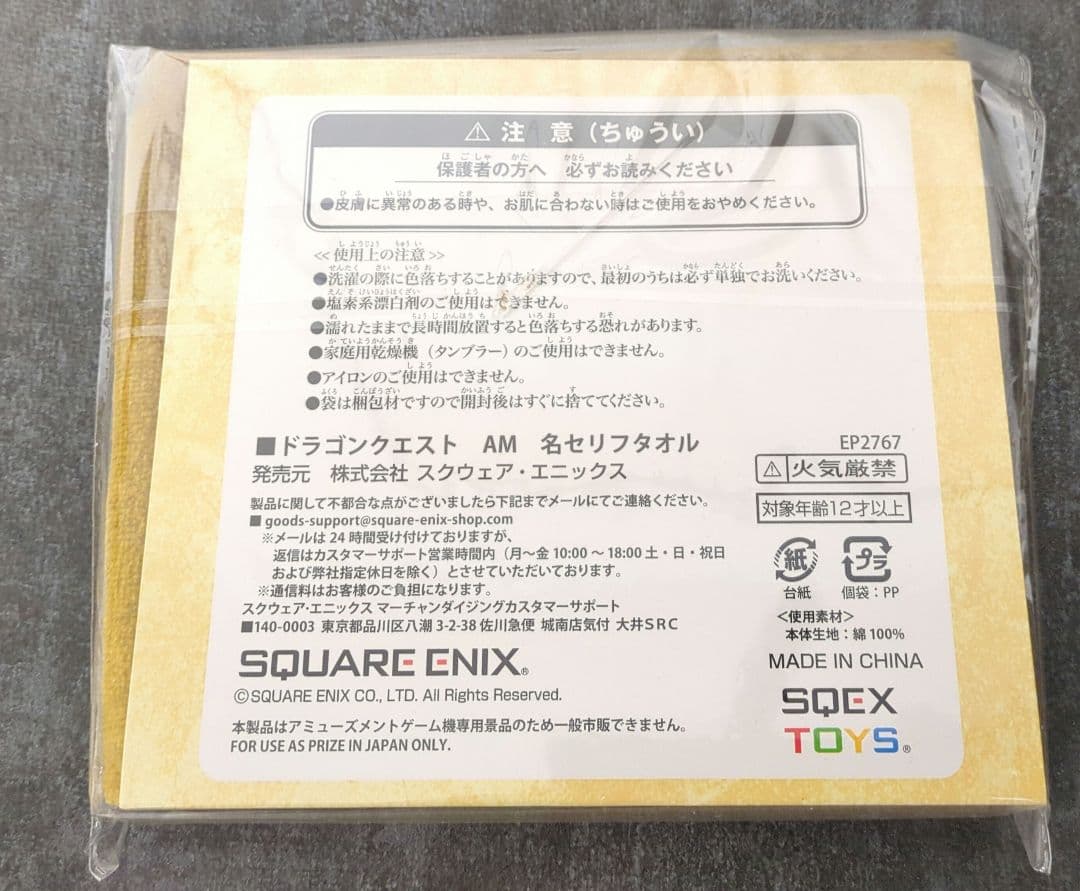 ⚠ 注 意（ちゅうい）
保護者の方へ 必ずお読みください
●皮膚に異常のある時や、お肌に合わない時はご使用をおやめください。
≪使用上の注意≫
●洗濯の際に色落ちすることがありますので、最初のうちは必ず単独でお洗いください。
●塩素系漂白剤のご使用はできません。
●濡れたままで長時間放置すると色落ちする恐れがあります。
●家庭用乾燥機（タンブラー）のご使用はできません。
●アイロンのご使用はできません。
●袋は梱包材ですので開封後はすぐに捨ててください。
■ドラゴンクエスト AM 名セリフタオル
発売元 株式会社 スクウェア・エニックス
EP2767
⚠火気厳禁
対象年齢12才以上
製品に関して不都合な点がございましたら下記までメールにてご連絡ください。
■ goods-support@square-enix-shop.com
※メールは 24 時間受け付けておりますが、
返信はカスタマーサポート営業時間内（月～金 10:00 ～ 18:00 土・日・祝日
および弊社指定休日を除く）とさせていただいております。
※通信料はお客様のご負担になります。
スクウェア・エニックス マーチャンダイジングカスタマーサポート
■140-0003 東京都品川区八潮 3-2-38 佐川急便 城南店気付 大井SRC
紙
台紙
プラ
個袋：PP
＜使用素材＞
本体生地：綿 100%
MADE IN CHINA
SQUARE ENIX®
©SQUARE ENIX CO., LTD. All Rights Reserved.
本製品はアミューズメントゲーム機専用景品のため一般市販できません。
FOR USE AS PRIZE IN JAPAN ONLY.
SQEX
TOYS®